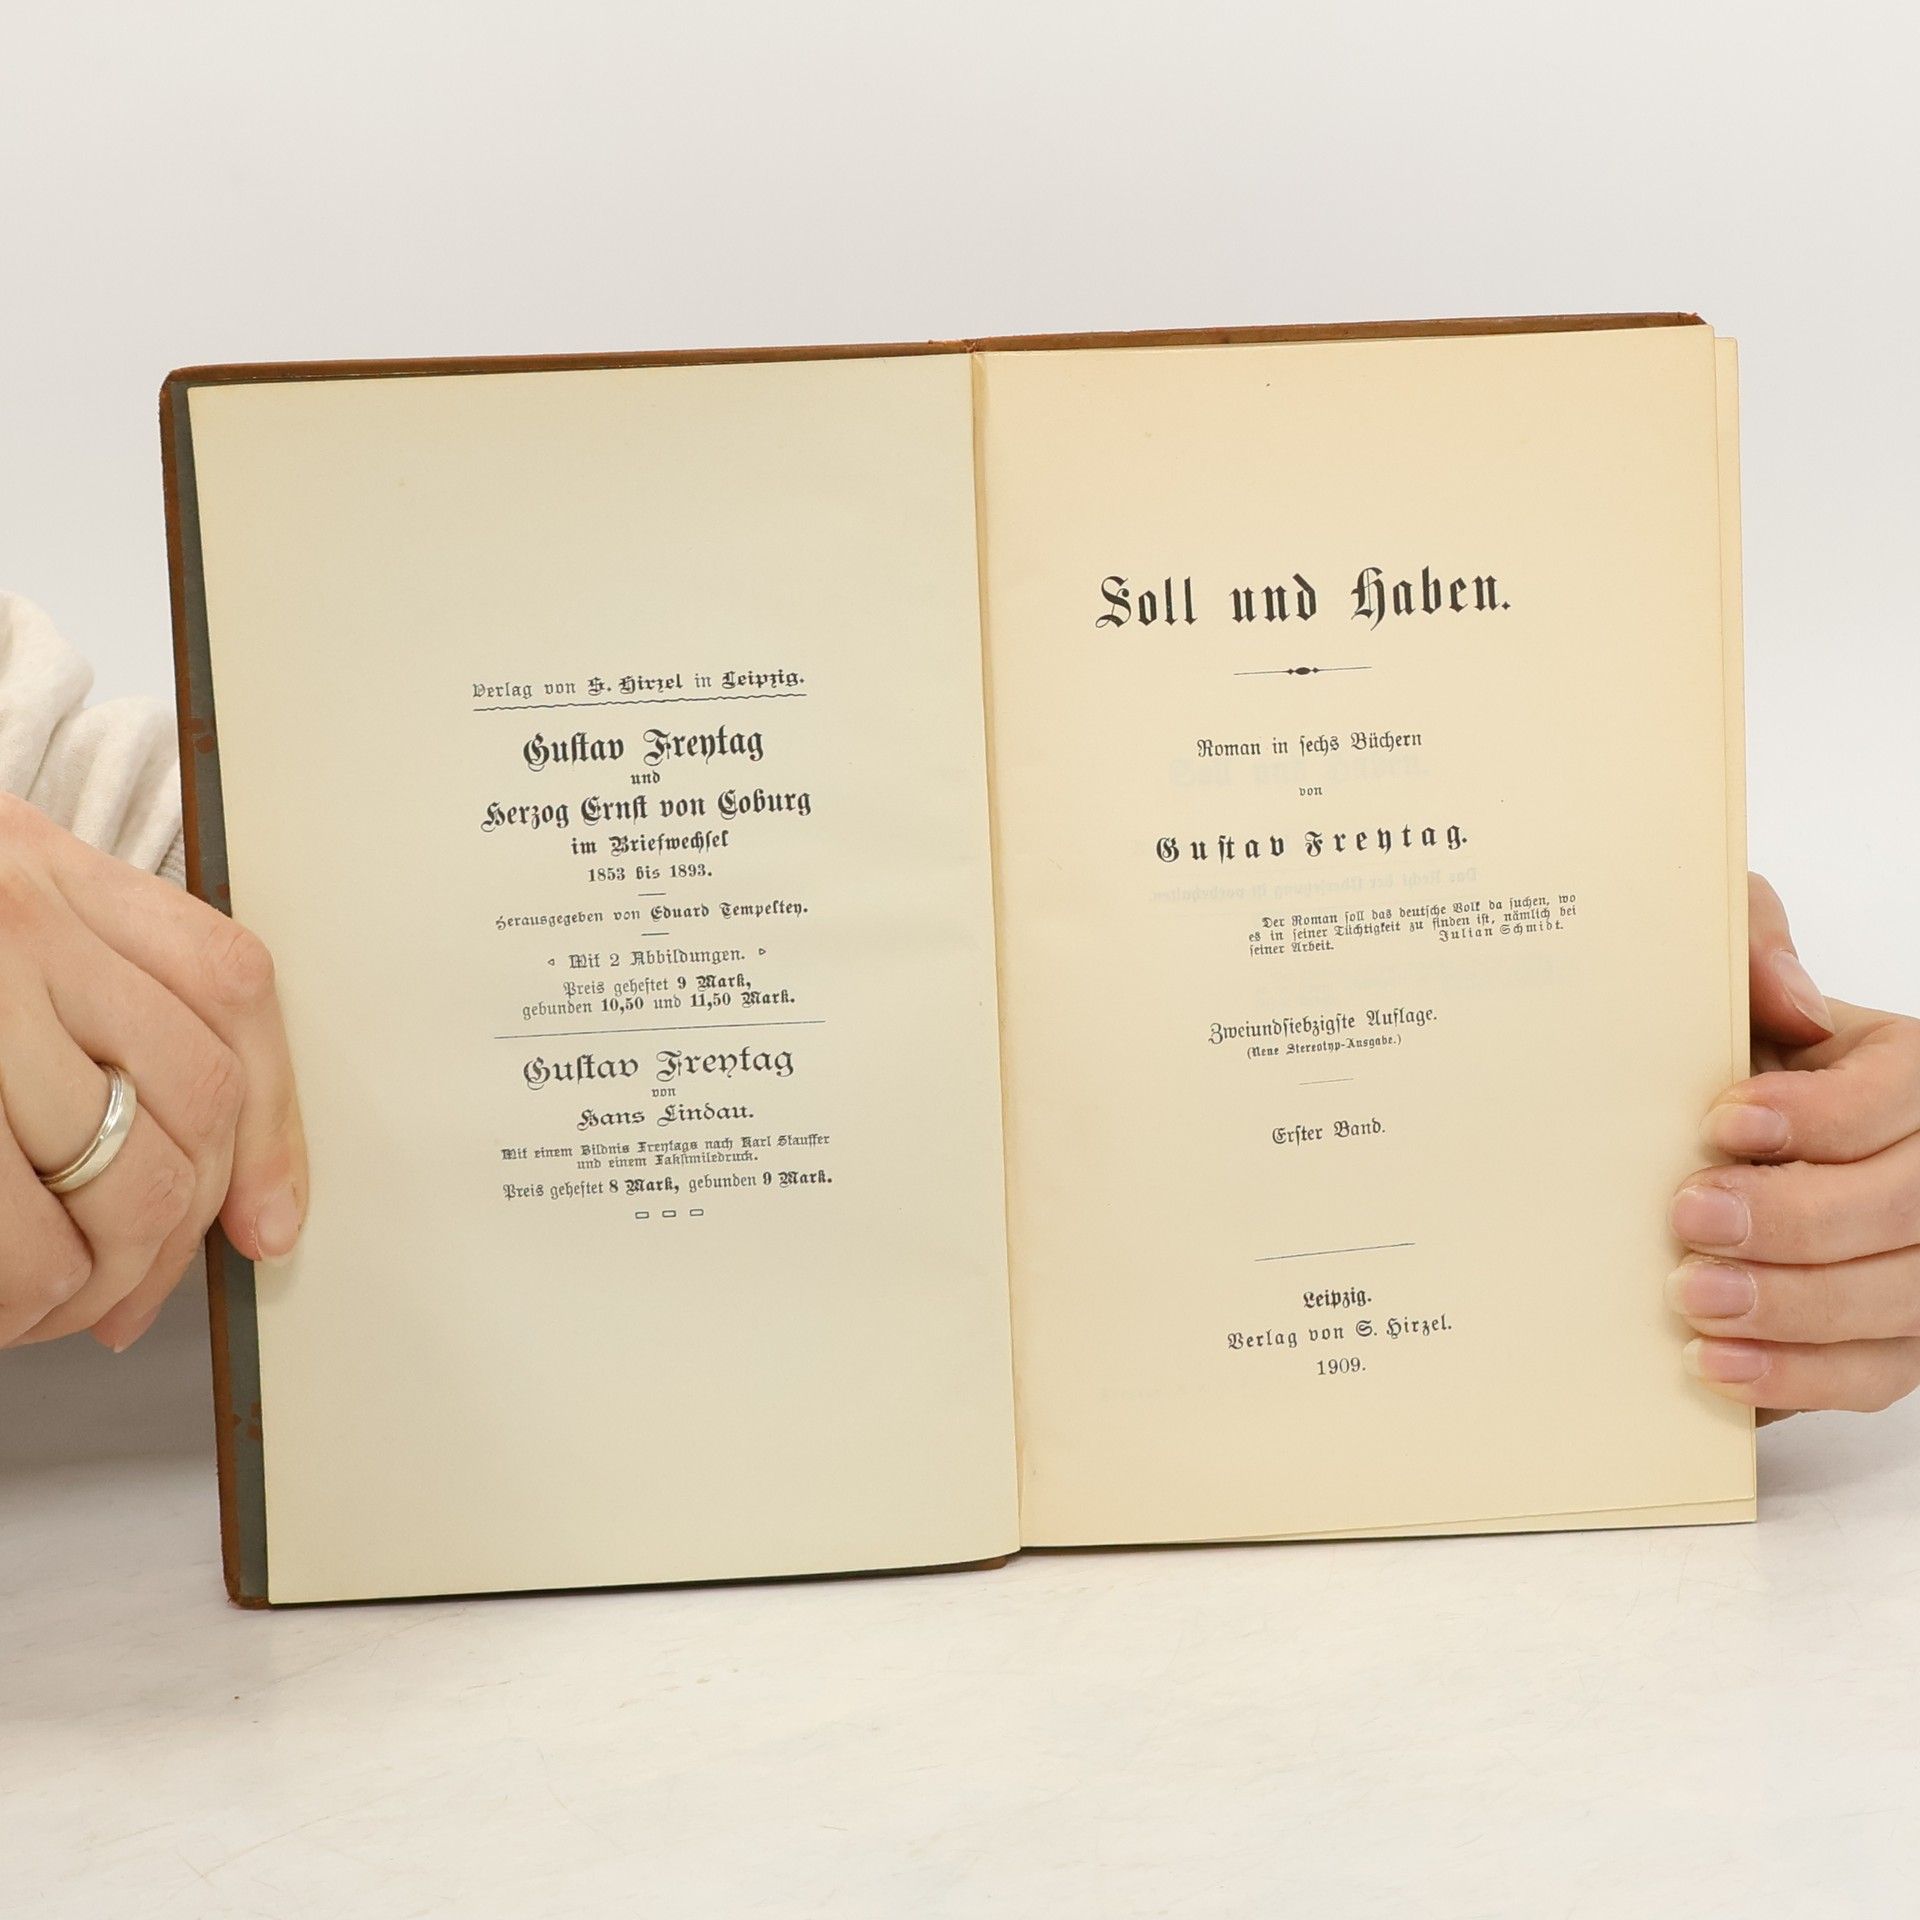 Verlag von S. Hirzel in Leipzig.
Gustav Freytag
und
Herzog Ernst von Coburg
im Briefwechsel
1853 bis 1893.
Herausgegeben von Eduard Tempeltey.
Mit 2 Abbildungen.
Preis geheftet 9 Mark,
gebunden 10,50 und 11,50 Mark.
Gustav Freytag
von
Hans Lindau.
Mit einem Bildnis Freytags nach Karl Stauffer
und einem Faksimiledruck.
Preis geheftet 8 Mark, gebunden 9 Mark.
Soll und Haben.
Roman in sechs Büchern
von
Gustav Freytag.
Der Roman soll das deutsche Volk da suchen, wo
es in seiner Tüchtigkeit zu finden ist, nämlich bei
seiner Arbeit. Julian Schmidt.
Zweiundsiebzigste Auflage.
(Neue Stereotyp-Ausgabe.)
Erster Band.
Leipzig.
Verlag von S. Hirzel.
1909.